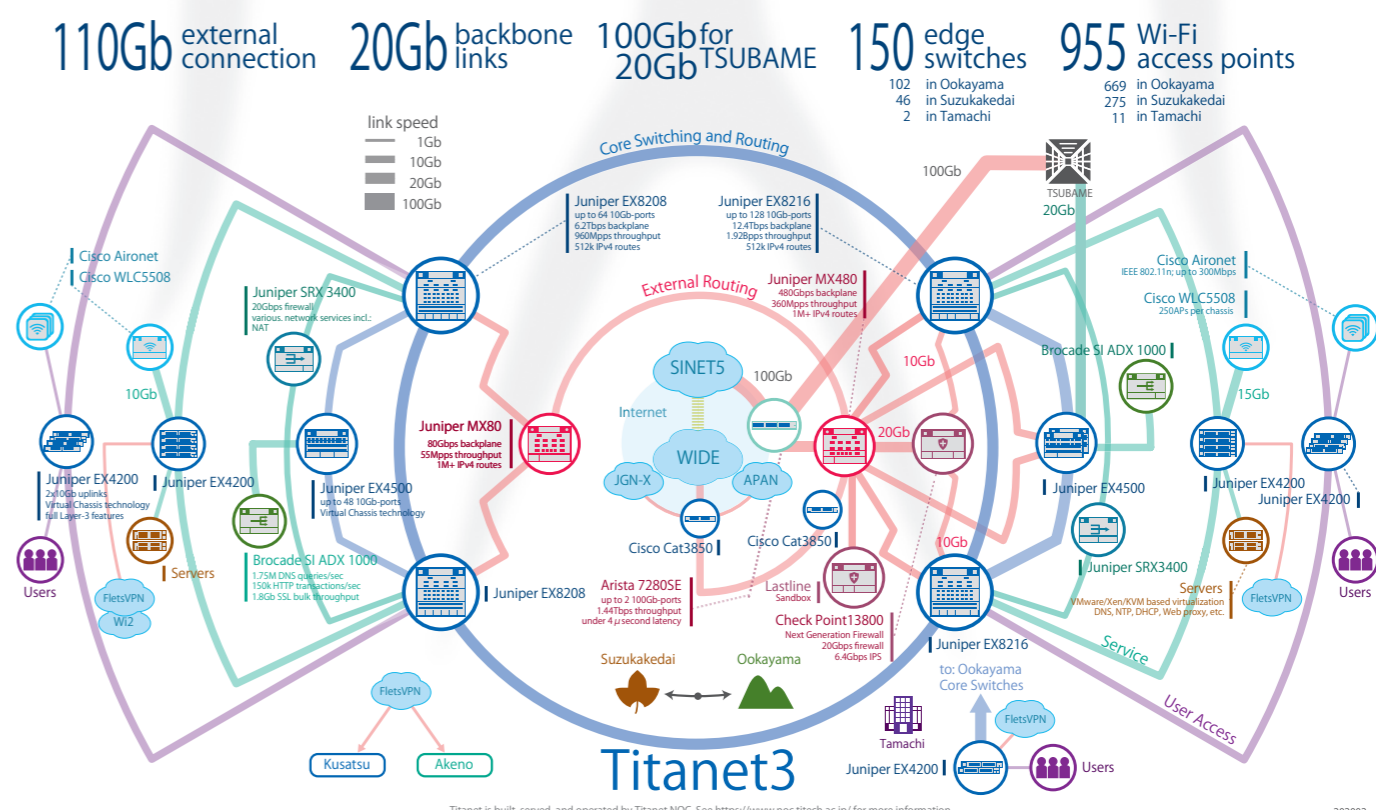 110Gb external connection
20Gb backbone links
100Gb for TSUBAME
20Gb
150 edge switches
102 in Ookayama
46 in Suzukakedai
2 in Tamachi
955 Wi-Fi access points
669 in Ookayama
275 in Suzukakedai
11 in Tamachi
link speed
1Gb
10Gb
20Gb
100Gb
Core Switching and Routing
100Gb
TSUBAME
20Gb
Juniper EX8208
up to 64 10Gb-ports
6.2Tbps backplane
960Mpps throughput
512k IPv4 routes
Juniper EX8216
up to 128 10Gb-ports
12.4Tbps backplane
1.92Bpps throughput
512k IPv4 routes
Cisco Aironet
Cisco WLC5508
Juniper SRX 3400
20Gbps firewall
various. network services incl.:
NAT
External Routing
Juniper MX480
480Gbps backplane
360Mpps throughput
1M+ IPv4 routes
Cisco Aironet
IEEE 802.11n; up to 300Mbps
Cisco WLC5508
250APs per chassis
Brocade SI ADX 1000
10Gb
SINET5
100Gb
10Gb
15Gb
Internet
Juniper MX80
80Gbps backplane
55Mpps throughput
1M+ IPv4 routes
20Gb
WIDE
JGN-X
APAN
Juniper EX4200
2x10Gb uplinks
Virtual Chassis technology
full Layer-3 features
Juniper EX4200
Juniper EX4500
up to 48 10Gb-ports
Virtual Chassis technology
Juniper EX4500
Juniper EX4200
Juniper EX4200
Cisco Cat3850
Cisco Cat3850
10Gb
Brocade SI ADX 1000
1.75M DNS queries/sec
150k HTTP transactions/sec
1.8Gb SSL bulk throughput
Servers
Users
FletsVPN
Wi2
Juniper EX8208
Arista 7280SE
up to 2 100Gb-ports
1.44Tbps throughput
under 4 μ second latency
Lastline
Sandbox
Check Point13800
Next Generation Firewall
20Gbps firewall
6.4Gbps IPS
Juniper SRX3400
Servers
VMware/Xen/KVM based virtualization
DNS, NTP, DHCP, Web proxy, etc.
FletsVPN
Users
Juniper EX8216
Service
User Access
Suzukakedai
Ookayama
to: Ookayama
Core Switches
FletsVPN
Kusatsu
Akeno
Tamachi
FletsVPN
Juniper EX4200
Users
Titanet3